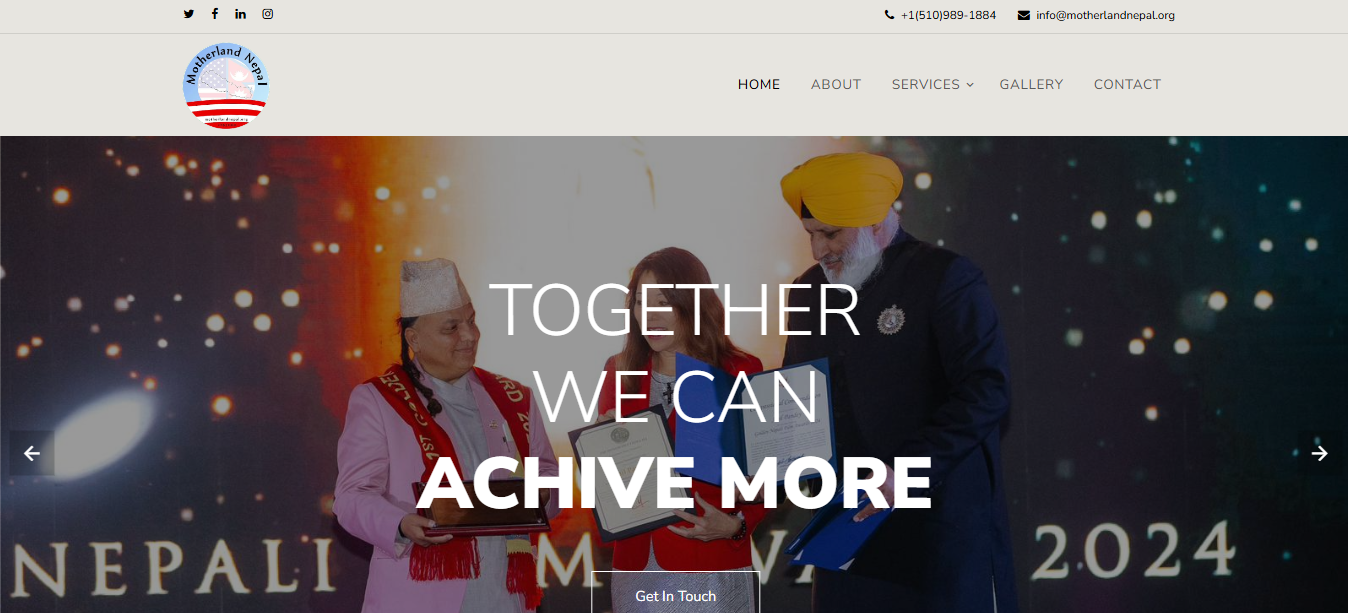 +1(510)989-1884 info@motherlandnepal.org
Motherland Nepal
motherlandnepal.org
HOME ABOUT SERVICES GALLERY CONTACT
TOGETHER
WE CAN
ACHIVE MORE
NEPALI 2024
Get In Touch